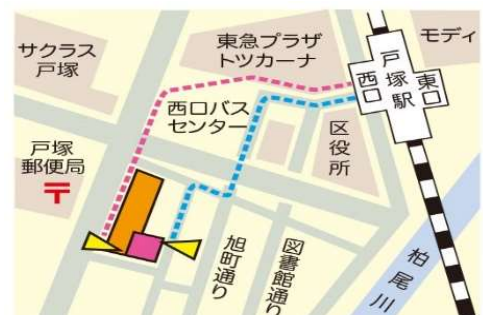 サクラス
戸塚
東急プラザ
トツカーナ
モディ
戸塚駅
西口
東口
西口バス
センター
区役所
戸塚
郵便局
〒
旭町通り
図書館通り
柏尾川